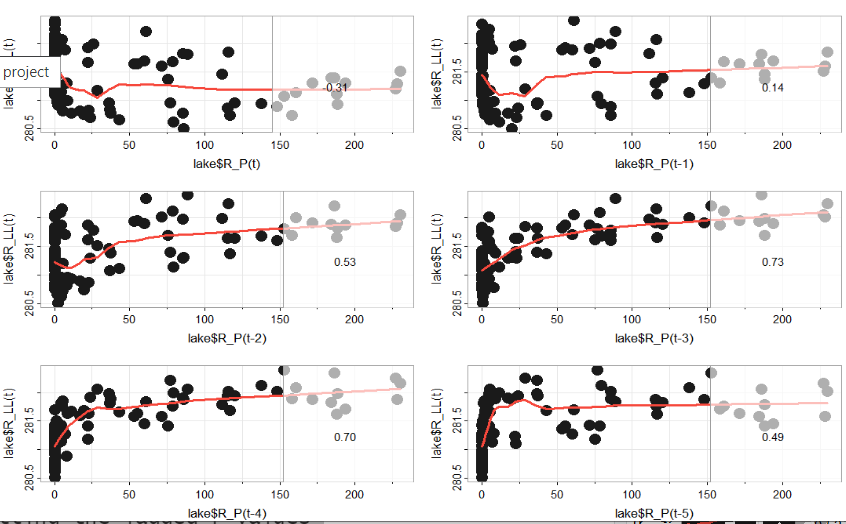 lake$R_LL(t)
project
-0.31
280.5
0 50 100 150 200
lake$R_P(t)
lake$R_LL(t)
281.5
0.14
280.5
0 50 100 150 200
lake$R_P(t-1)
lake$R_LL(t)
281.5
0.53
280.5
0 50 100 150 200
lake$R_P(t-2)
lake$R_LL(t)
281.5
0.73
280.5
0 50 100 150 200
lake$R_P(t-3)
lake$R_LL(t)
281.5
0.70
280.5
0 50 100 150 200
lake$R_P(t-4)
lake$R_LL(t)
281.5
0.49
280.5
0 50 100 150 200
lake$R_P(t-5)